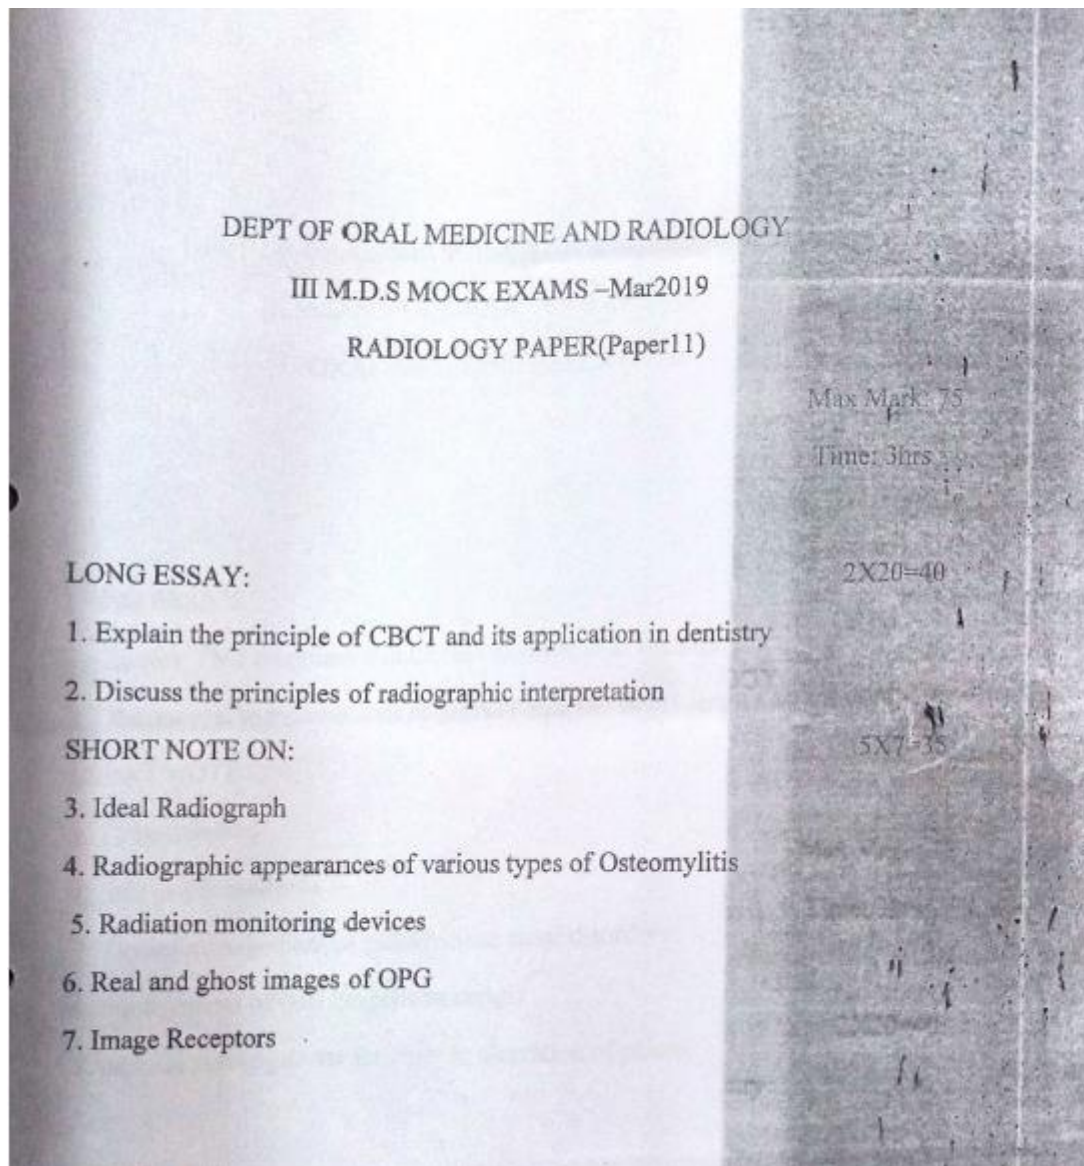 DEPT OF ORAL MEDICINE AND RADIOLOGY
III M.D.S MOCK EXAMS –Mar2019
RADIOLOGY PAPER(Paper11)
Max Mark: 75
Time: 3hrs
LONG ESSAY: 2X20=40
1. Explain the principle of CBCT and its application in dentistry
2. Discuss the principles of radiographic interpretation
SHORT NOTE ON: 5X7=35
3. Ideal Radiograph
4. Radiographic appearances of various types of Osteomylitis
5. Radiation monitoring devices
6. Real and ghost images of OPG
7. Image Receptors